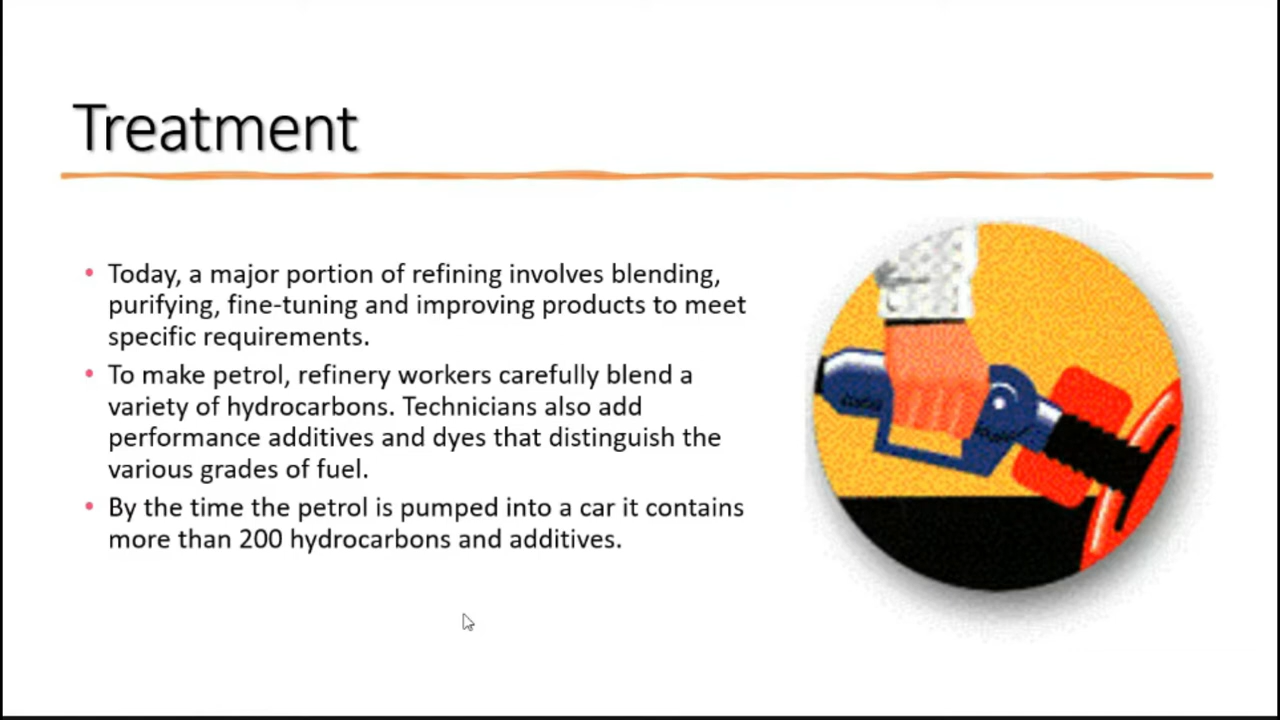 Treatment
• Today, a major portion of refining involves blending,
purifying, fine-tuning and improving products to meet
specific requirements.
• To make petrol, refinery workers carefully blend a
variety of hydrocarbons. Technicians also add
performance additives and dyes that distinguish the
various grades of fuel.
• By the time the petrol is pumped into a car it contains
more than 200 hydrocarbons and additives.